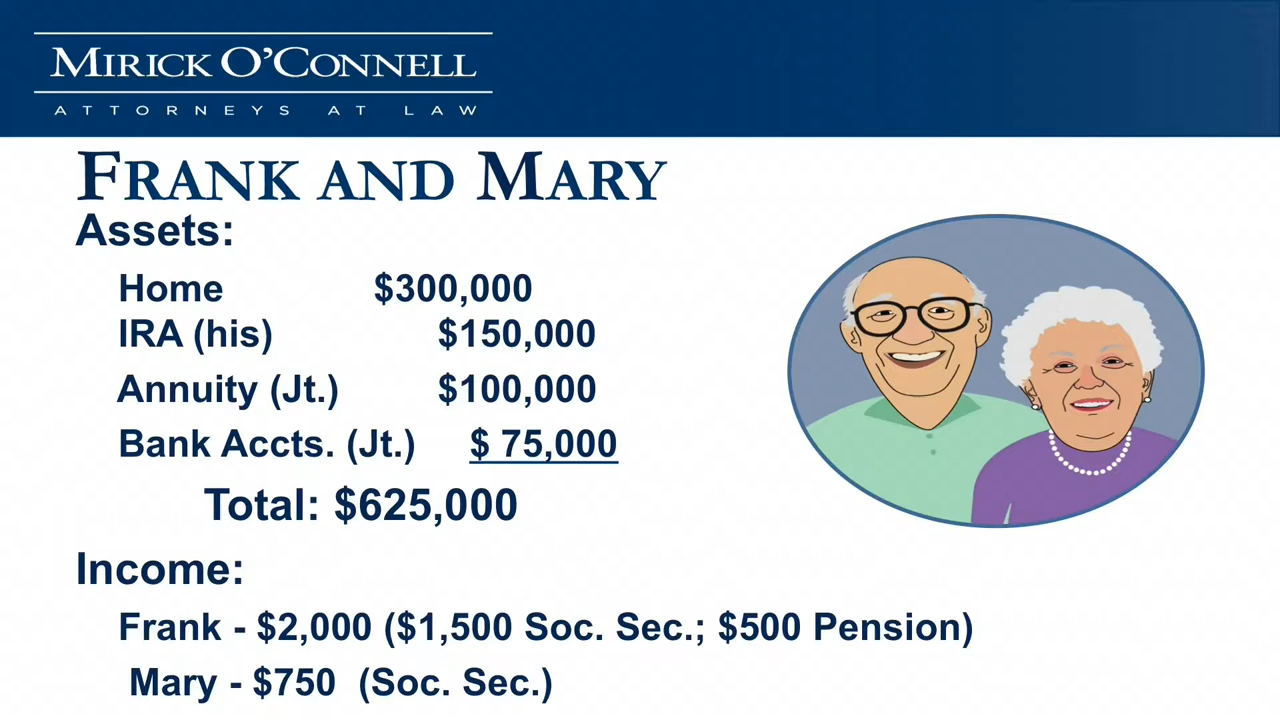 MIRICK O'CONNELL
ATTORNEYS AT LAW
FRANK AND MARY
Assets:
Home $300,000
IRA (his) $150,000
Annuity (Jt.) $100,000
Bank Accts. (Jt.) $ 75,000
Total: $625,000
Income:
Frank - $2,000 ($1,500 Soc. Sec.; $500 Pension)
Mary - $750 (Soc. Sec.)